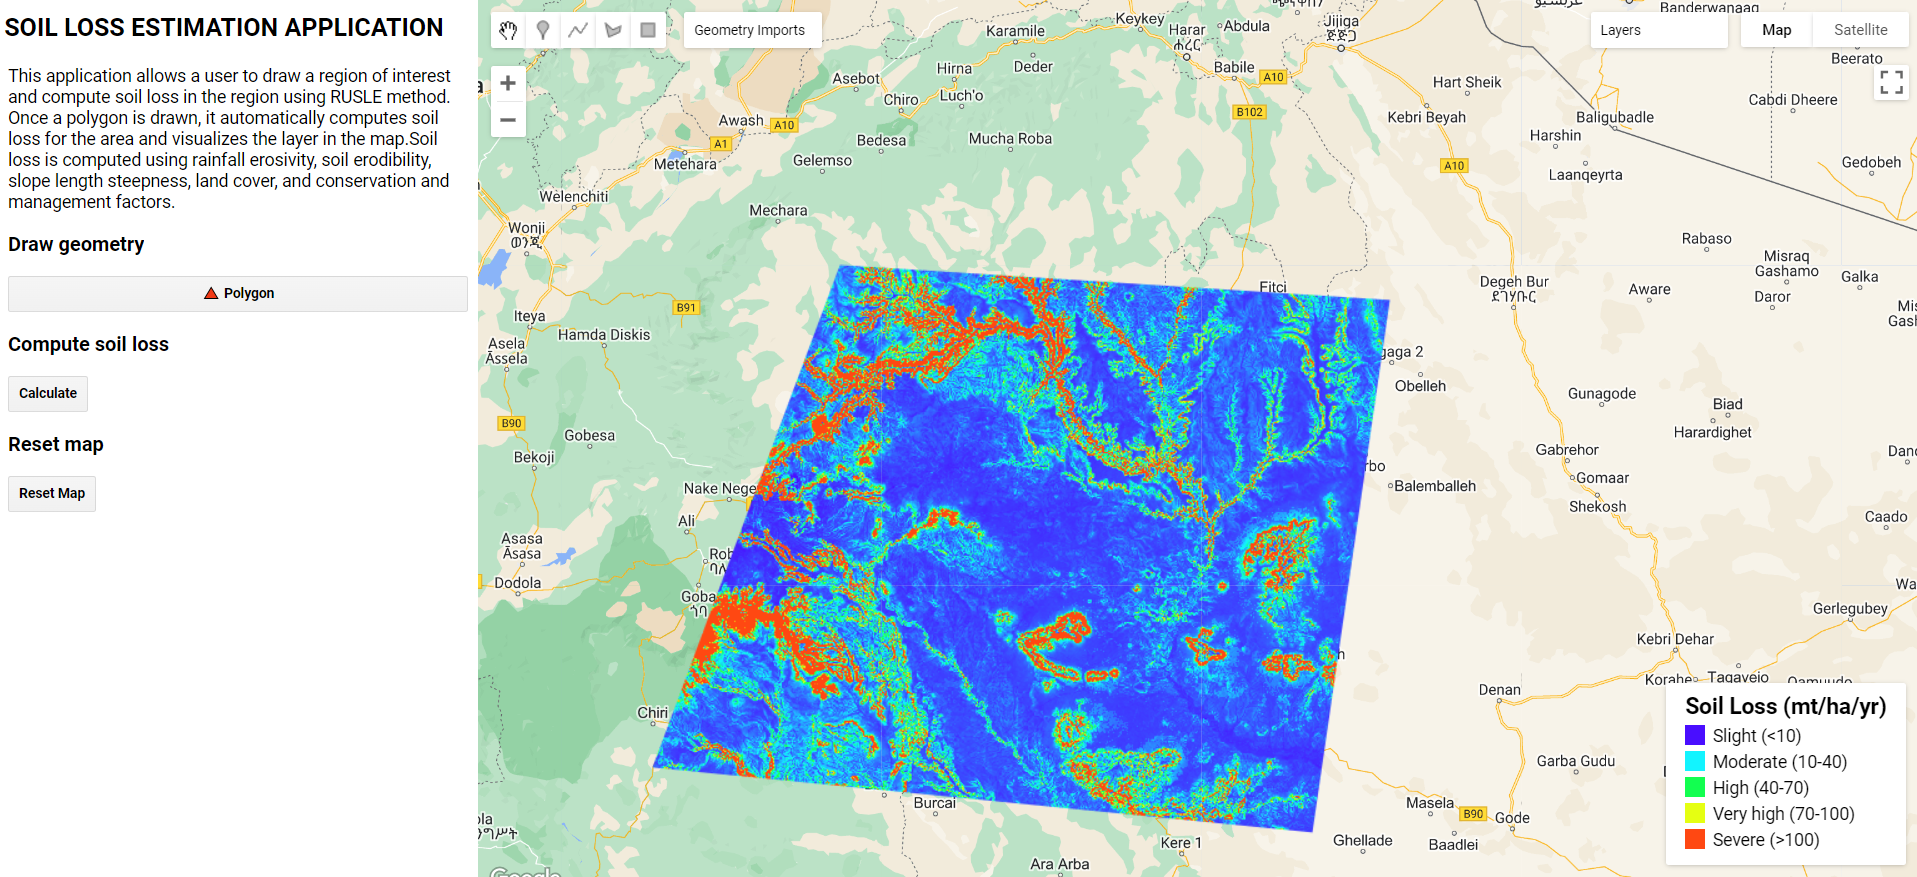 SOIL LOSS ESTIMATION APPLICATION
This application allows a user to draw a region of interest
and compute soil loss in the region using RUSLE method.
Once a polygon is drawn, it automatically computes soil
loss for the area and visualizes the layer in the map.Soil
loss is computed using rainfall erosivity, soil erodibility,
slope length steepness, land cover, and conservation and
management factors.
Draw geometry
Polygon
Compute soil loss
Calculate
Reset map
Reset Map
Geometry Imports
Layers
Map
Satellite
Banderwanaag
Keykey
Karamile
Harar
ሐረር
Abdula
Jijiga
ጅጅጋ
Beerato
Hirna
Deder
Babile
A10
Asebot
Hart Sheik
Chiro
Luch'o
B102
Cabdi Dheere
Awash
A10
Kebri Beyah
Baligubadle
A1
Bedesa
Mucha Roba
Harshin
Metehara
Gelemso
A10
Gedobeh
Laanqeyrta
Welenchiti
Mechara
Wonji
ወንጂ
Rabaso
Misraq
Gashamo
Galka
Fitci
Degeh Bur
ደገሃቡር
Aware
Daror
B91
Iteya
Hamda Diskis
Asela
Āssela
gaga 2
Obelleh
Gunagode
Biad
Harardighet
B90
Gobesa
Bekoji
Gabrehor
rbo
Nake Nege
Balemballeh
Gomaar
Shekosh
Ali
Caado
Asasa
Āsasa
Rob
Dodola
Goba
Wa
Gerlegubey
Kebri Dehar
Korahe
Tagaveio
Denan
Chiri
Soil Loss (mt/ha/yr)
Slight (<10)
Moderate (10-40)
High (40-70)
Very high (70-100)
Severe (>100)
Garba Gudu
Burcai
Masela
B90
Gode
Kere 1
Ghellade
Baadlei
Ara Arba
Google